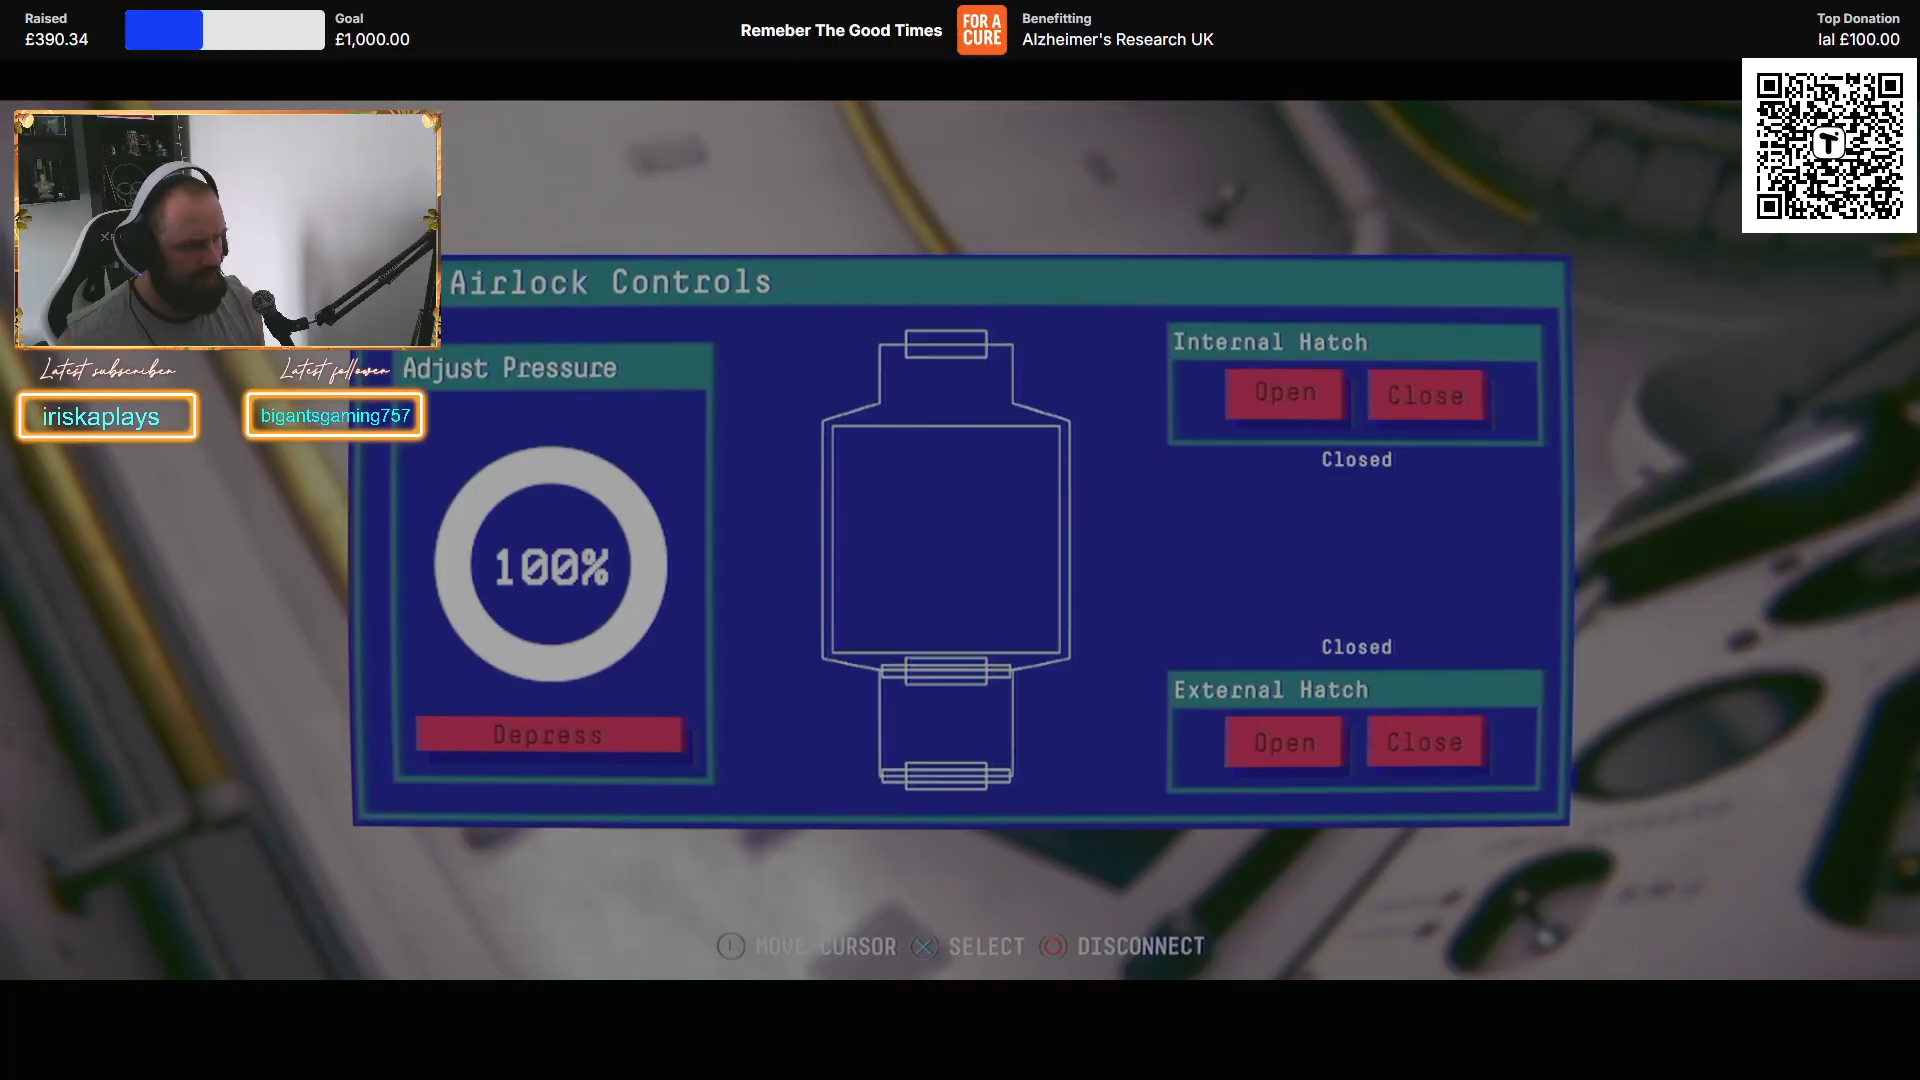 Raised
£390.34
Goal
£1,000.00
Remeber The Good Times
FOR A
CURE
Benefitting
Alzheimer's Research UK
Top Donation
lal £100.00
Latest subscriber
iriskaplays
Latest follower
bigantsgaming757
Airlock Controls
Adjust Pressure
100%
Depress
Internal Hatch
Open
Close
Closed
Closed
External Hatch
Open
Close
MOVE CURSOR
SELECT
DISCONNECT